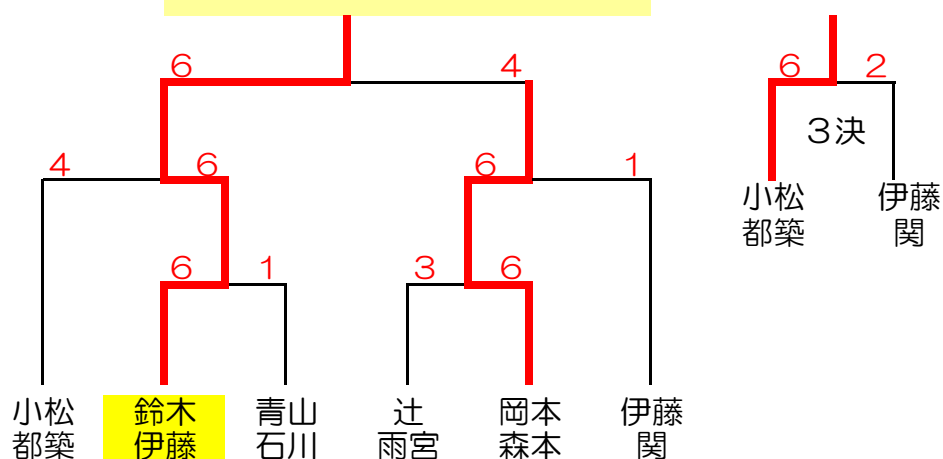 6 4
6 2
3決
小松 伊藤
都築 関
4 6 6 1
6 1 3 6
小松 鈴木 青山 辻 岡本 伊藤
都築 伊藤 石川 雨宮 森本 関